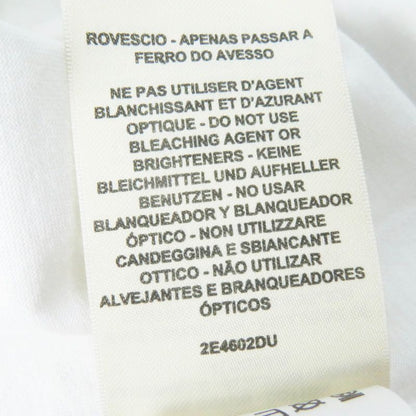 ROVESCIO - APENAS PASSAR A
FERRO DO AVESSO
NE PAS UTILISER D'AGENT
BLANCHISSANT ET D'AZURANT
OPTIQUE - DO NOT USE
BLEACHING AGENT OR
BRIGHTENERS - KEINE
BLEICHMITTEL UND AUFHELLER
BENUTZEN - NO USAR
BLANQUEADOR Y BLANQUEADOR
ÓPTICO - NON UTILIZZARE
CANDEGGINA E SBIANCANTE
OTTICO - NÃO UTILIZAR
ALVEJANTES E BRANQUEADORES
ÓPTICOS
2E4602DU